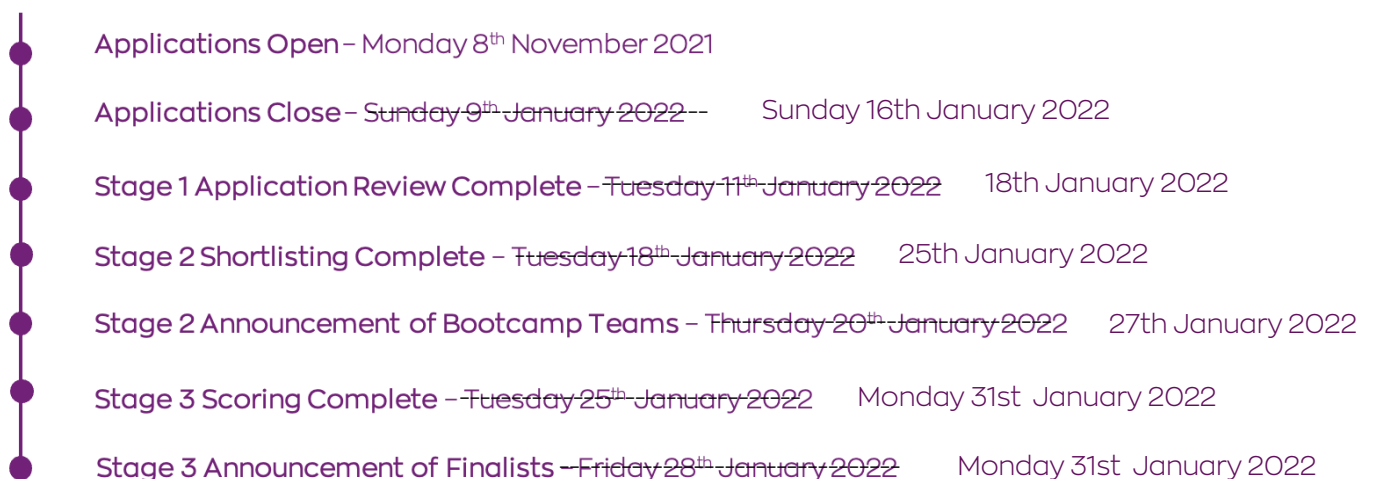 Applications Open – Monday 8th November 2021
Applications Close – Sunday 9th January 2022 -- Sunday 16th January 2022
Stage 1 Application Review Complete – Tuesday 11th January 2022 18th January 2022
Stage 2 Shortlisting Complete – Tuesday 18th January 2022 25th January 2022
Stage 2 Announcement of Bootcamp Teams – Thursday 20th January 2022 27th January 2022
Stage 3 Scoring Complete – Tuesday 25th January 2022 Monday 31st January 2022
Stage 3 Announcement of Finalists – Friday 28th January 2022 Monday 31st January 2022